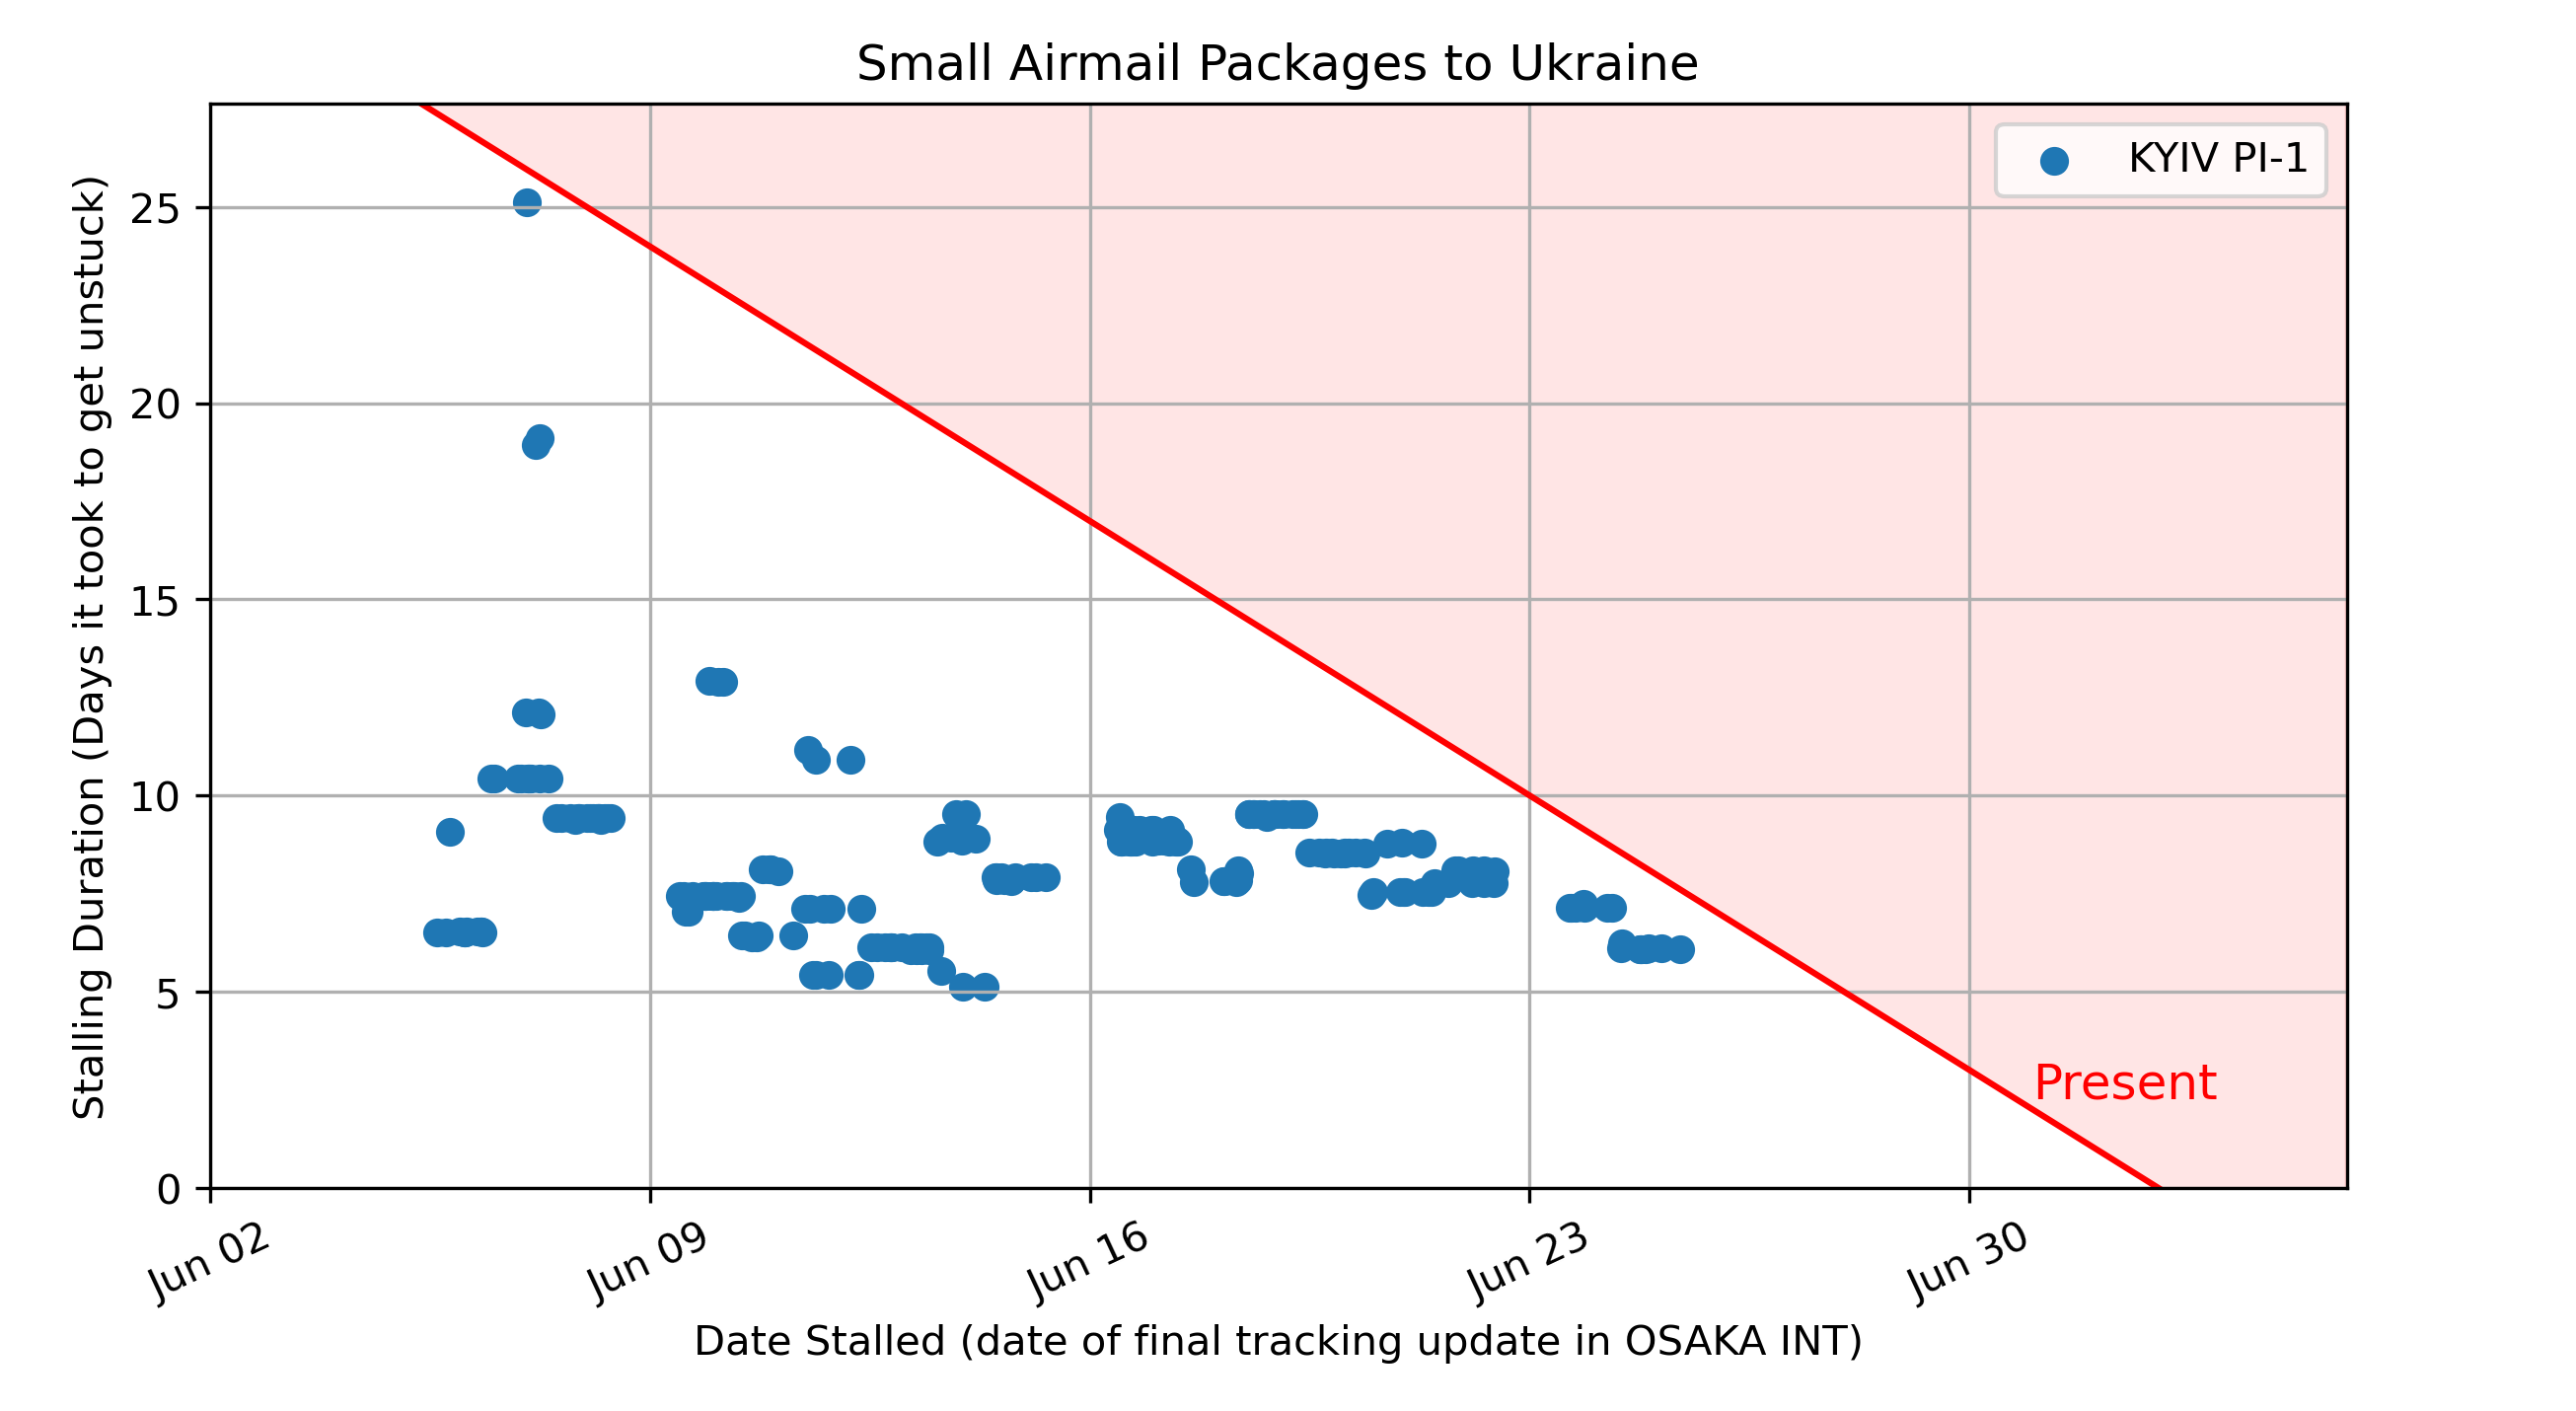 Small Airmail Packages to Ukraine
KYIV PI-1
Stalling Duration (Days it took to get unstuck)
25
20
15
10
5
0
Present
Jun 02
Jun 09
Jun 16
Jun 23
Jun 30
Date Stalled (date of final tracking update in OSAKA INT)